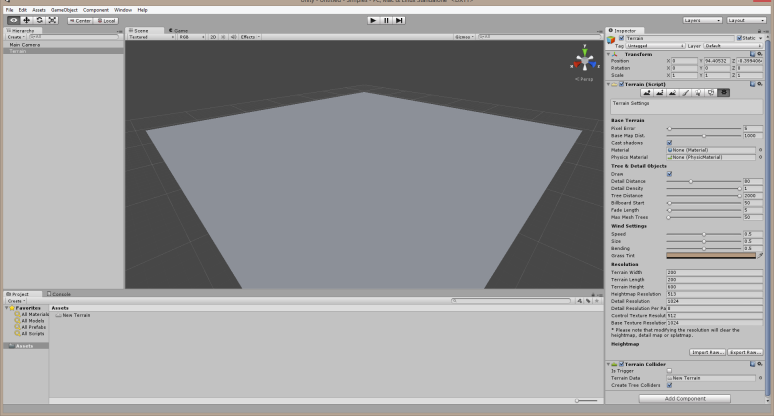 Unity - Untitled - Simples - PC, Mac & Linux Standalone* <DX11>
File Edit Assets GameObject Component Window Help
Center Local
Layers Layout
Hierarchy
Create
Main Camera
Terrain
Scene Game
Textured RGB 2D Effects Gizmos
y
x z
Persp
Inspector
Terrain Static
Tag Untagged Layer Default
Transform
Position X 0 Y 94.40532 Z
Rotation X 0 Y 0 Z 0
Scale X 1 Y 1 Z 1
Terrain (Script)
Terrain Settings
Base Terrain
Pixel Error 5
Base Map Dist. 1000
Cast shadows
Material None (Material)
Physics Material None (PhysicMaterial)
Tree & Detail Objects
Draw
Detail Distance 80
Detail Density 1
Tree Distance 2000
Billboard Start 50
Fade Length 5
Max Mesh Trees 50
Wind Settings
Speed 0.5
Size 0.5
Bending 0.5
Grass Tint
Resolution
Terrain Width 200
Terrain Length 200
Terrain Height 600
Heightmap Resolution 513
Detail Resolution 1024
Detail Resolution Per Pa 8
Control Texture Resolut 512
Base Texture Resolution 1024
* Please note that modifying the resolution will clear the
heightmap, detail map or splatmap.
Heightmap
Import Raw... Export Raw...
Terrain Collider
Is Trigger
Terrain Data New Terrain
Create Tree Colliders
Add Component
Project Console
Create
Favorites
All Materials
All Models
All Prefabs
All Scripts
Assets
Assets
New Terrain